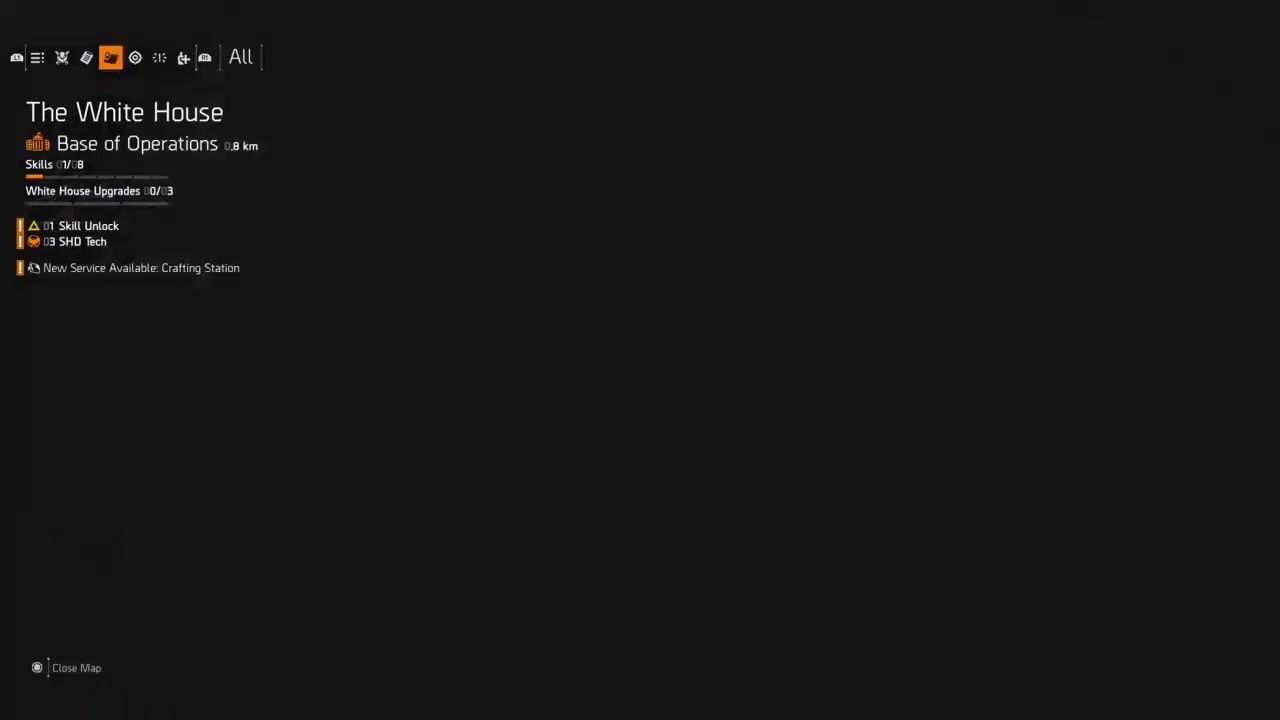 All
The White House
Base of Operations 0.8 km
Skills 01/08
White House Upgrades 00/03
01 Skill Unlock
03 SHD Tech
New Service Available: Crafting Station
Close Map